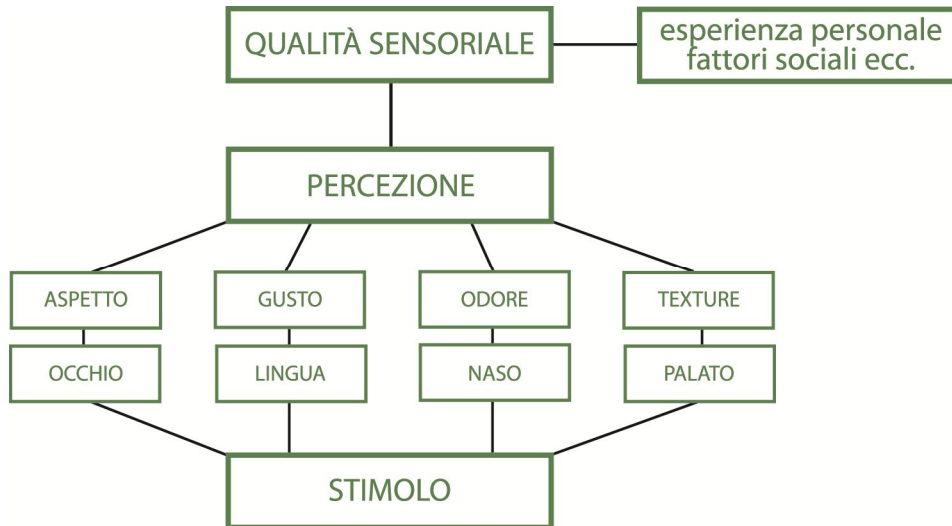 QUALITÀ SENSORIALE
esperienza personale
fattori sociali ecc.
PERCEZIONE
ASPETTO
GUSTO
ODORE
TEXTURE
OCCHIO
LINGUA
NASO
PALATO
STIMOLO